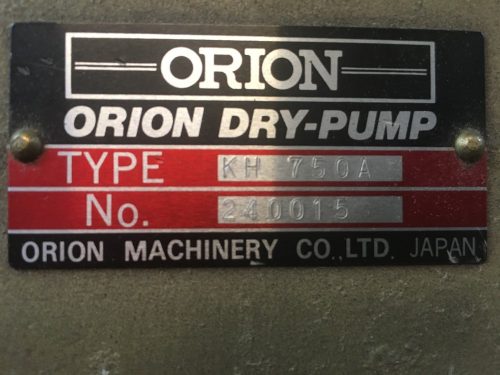 ORION
ORION DRY-PUMP
TYPE KH 750A
No. 240015
ORION MACHINERY CO.,LTD. JAPAN